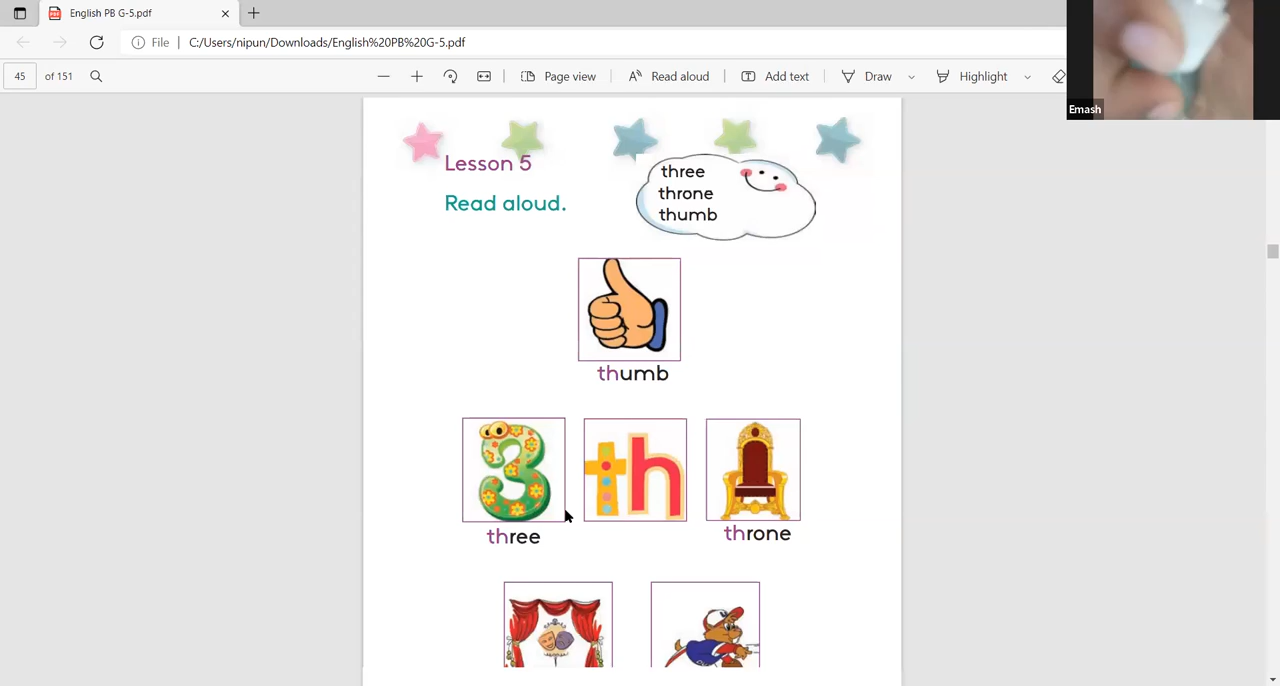 English PB G-5.pdf
File
C:/Users/nipun/Downloads/English%20PB%20G-5.pdf
45 of 151
Page view
Read aloud
Add text
Draw
Highlight
Emash
Lesson 5
Read aloud.
three
throne
thumb
thumb
3 th
three
throne